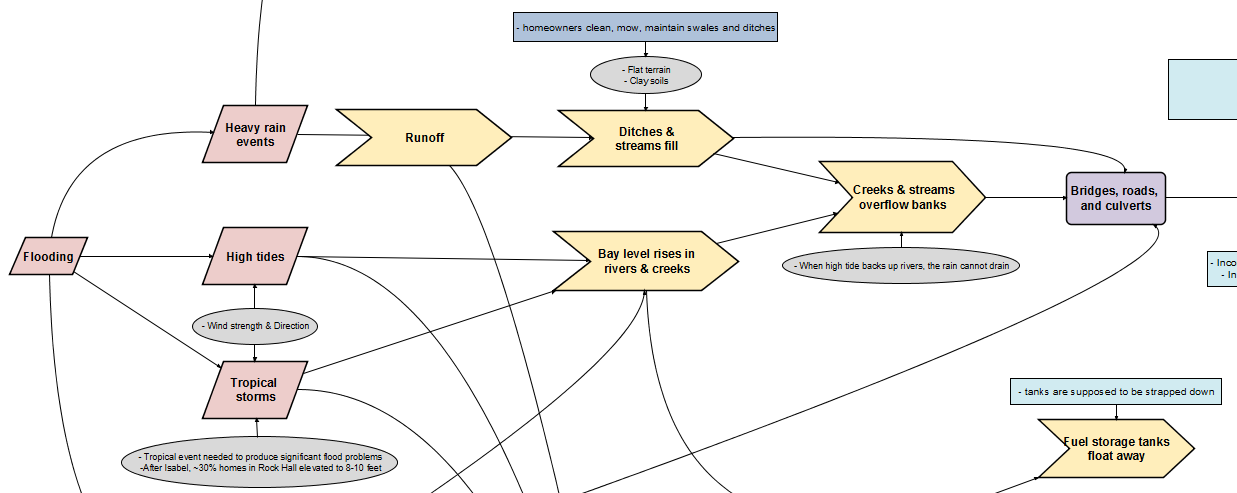 - homeowners clean, mow, maintain swales and ditches
- Flat terrain
- Clay soils
Heavy rain
events
Runoff
Ditches &
streams fill
Creeks & streams
overflow banks
Bridges, roads,
and culverts
Flooding
High tides
Bay level rises in
rivers & creeks
- When high tide backs up rivers, the rain cannot drain
- Inco
- In
- Wind strength & Direction
Tropical
storms
- tanks are supposed to be strapped down
Fuel storage tanks
float away
- Tropical event needed to produce significant flood problems
-After Isabel, ~30% homes in Rock Hall elevated to 8-10 feet